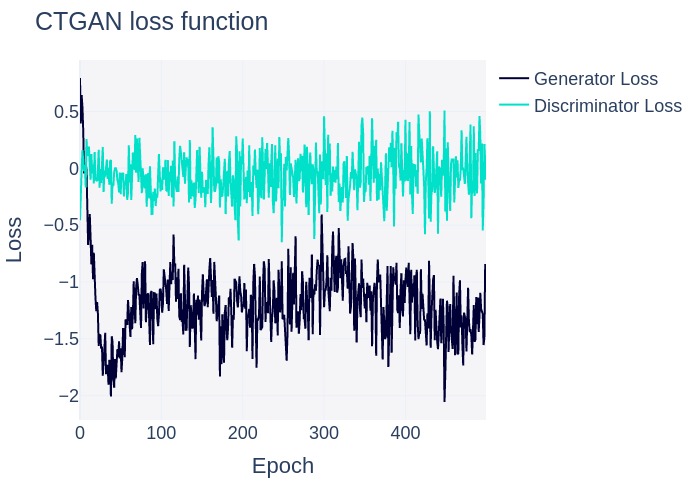 CTGAN loss function
Generator Loss
Discriminator Loss
0.5
0
−0.5
−1
−1.5
−2
Loss
0 100 200 300 400
Epoch